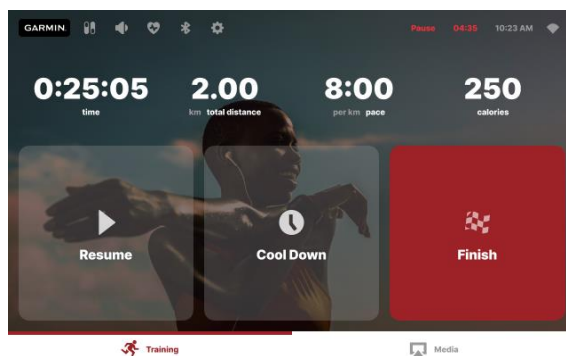 GARMIN. Pause 04:35 10:23 AM
0:25:05 2.00 8:00 250
time km total distance per km pace calories
Resume Cool Down Finish
Training Media